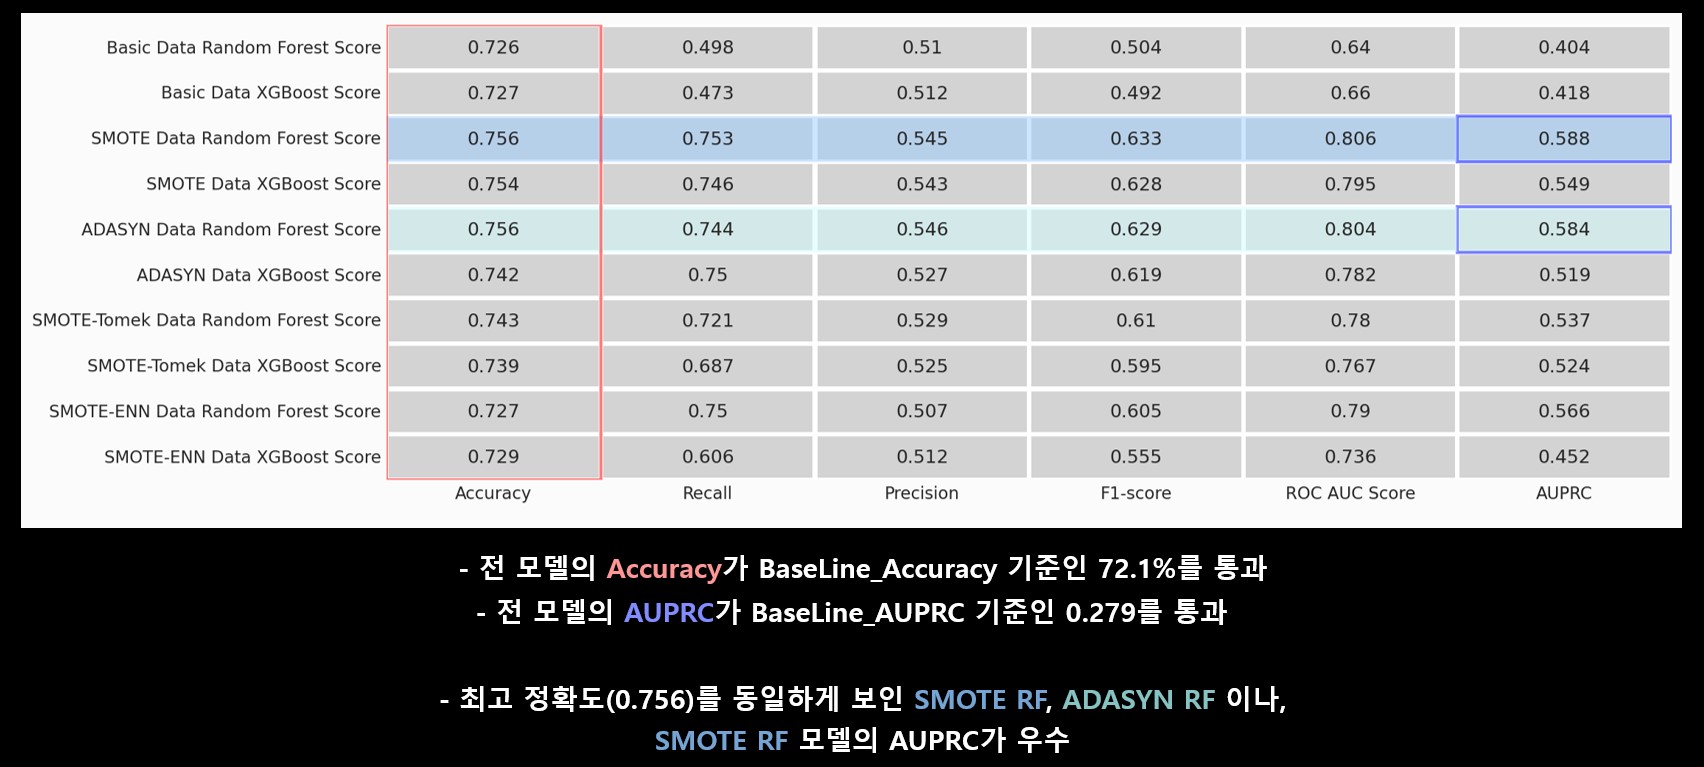 Basic Data Random Forest Score 0.726 0.498 0.51 0.504 0.64 0.404
Basic Data XGBoost Score 0.727 0.473 0.512 0.492 0.66 0.418
SMOTE Data Random Forest Score 0.756 0.753 0.545 0.633 0.806 0.588
SMOTE Data XGBoost Score 0.754 0.746 0.543 0.628 0.795 0.549
ADASYN Data Random Forest Score 0.756 0.744 0.546 0.629 0.804 0.584
ADASYN Data XGBoost Score 0.742 0.75 0.527 0.619 0.782 0.519
SMOTE-Tomek Data Random Forest Score 0.743 0.721 0.529 0.61 0.78 0.537
SMOTE-Tomek Data XGBoost Score 0.739 0.687 0.525 0.595 0.767 0.524
SMOTE-ENN Data Random Forest Score 0.727 0.75 0.507 0.605 0.79 0.566
SMOTE-ENN Data XGBoost Score 0.729 0.606 0.512 0.555 0.736 0.452
Accuracy Recall Precision F1-score ROC AUC Score AUPRC
- 전 모델의 Accuracy가 BaseLine_Accuracy 기준인 72.1%를 통과
- 전 모델의 AUPRC가 BaseLine_AUPRC 기준인 0.279를 통과
- 최고 정확도(0.756)를 동일하게 보인 SMOTE RF, ADASYN RF 이나,
SMOTE RF 모델의 AUPRC가 우수